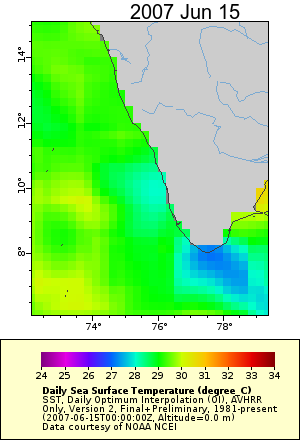 2007 Jun 15
14°
12°
10°
8°
74°
76°
78°
24 25 26 27 28 29 30 31 32 33 34
Daily Sea Surface Temperature (degree_C)
SST, Daily Optimum Interpolation (OI), AVHRR
Only, Version 2, Final+Preliminary, 1981-present
(2007-06-15T00:00:00Z, Altitude=0.0 m)
Data courtesy of NOAA NCEI